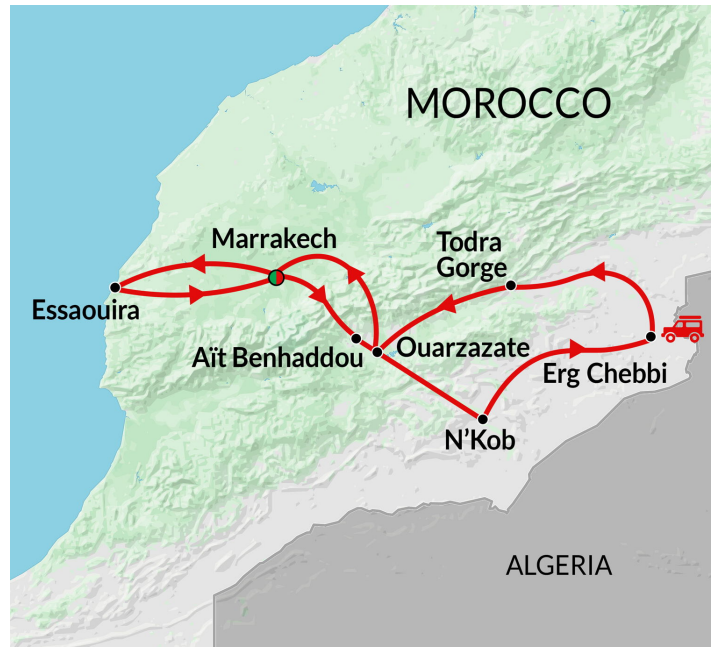 MOROCCO
Marrakech
Todra
Gorge
Essaouira
Aït Benhaddou
Ouarzazate
Erg Chebbi
N'Kob
ALGERIA